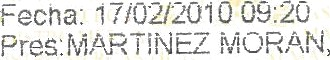 Fecha: 17/02/2010 09:20
Pres:MARTINEZ MORAN,